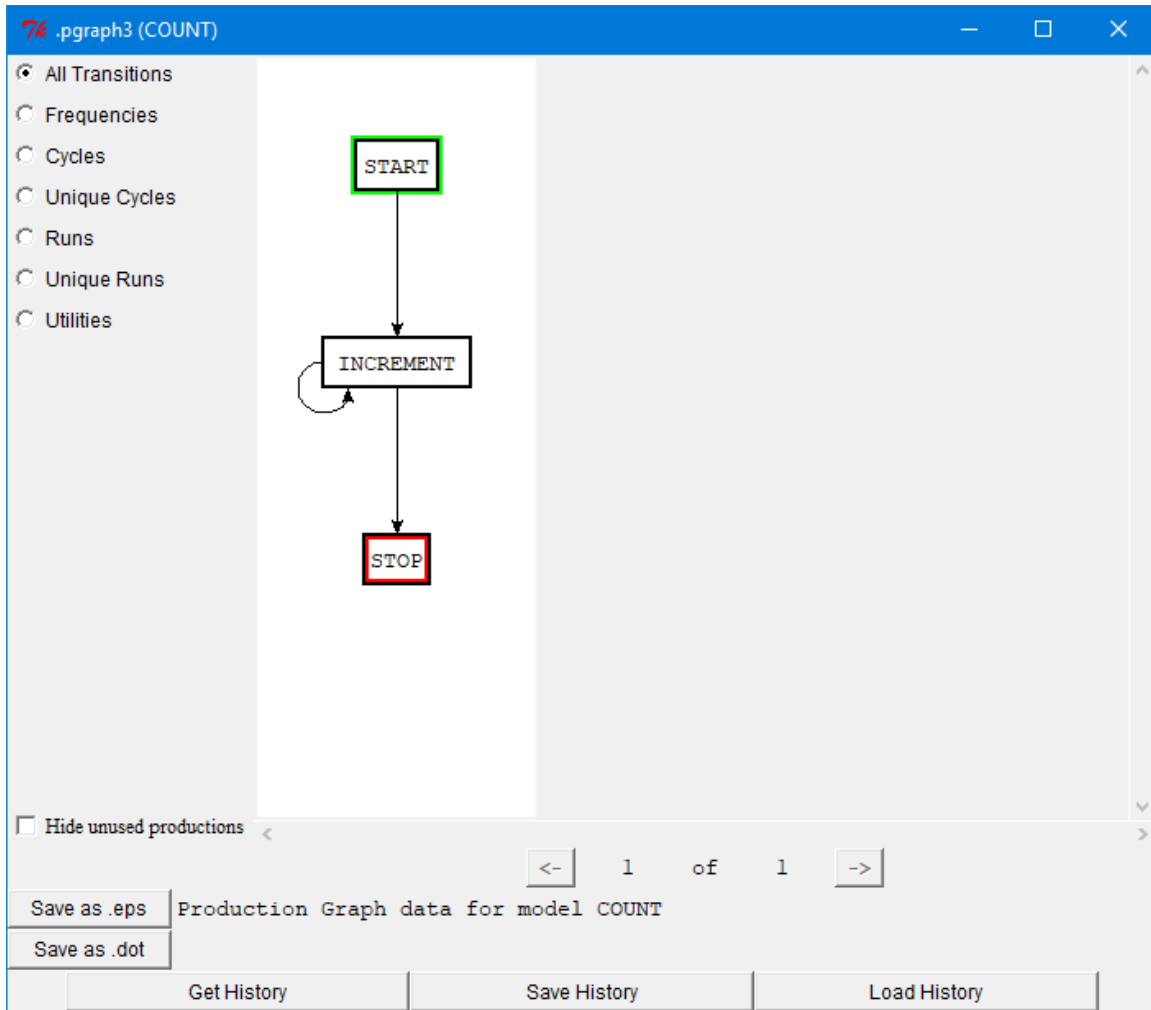 .pgraph3 (COUNT)
All Transitions
Frequencies
Cycles
Unique Cycles
Runs
Unique Runs
Utilities
START
INCREMENT
STOP
Hide unused productions
<- 1 of 1 ->
Save as .eps Production Graph data for model COUNT
Save as .dot
Get History Save History Load History